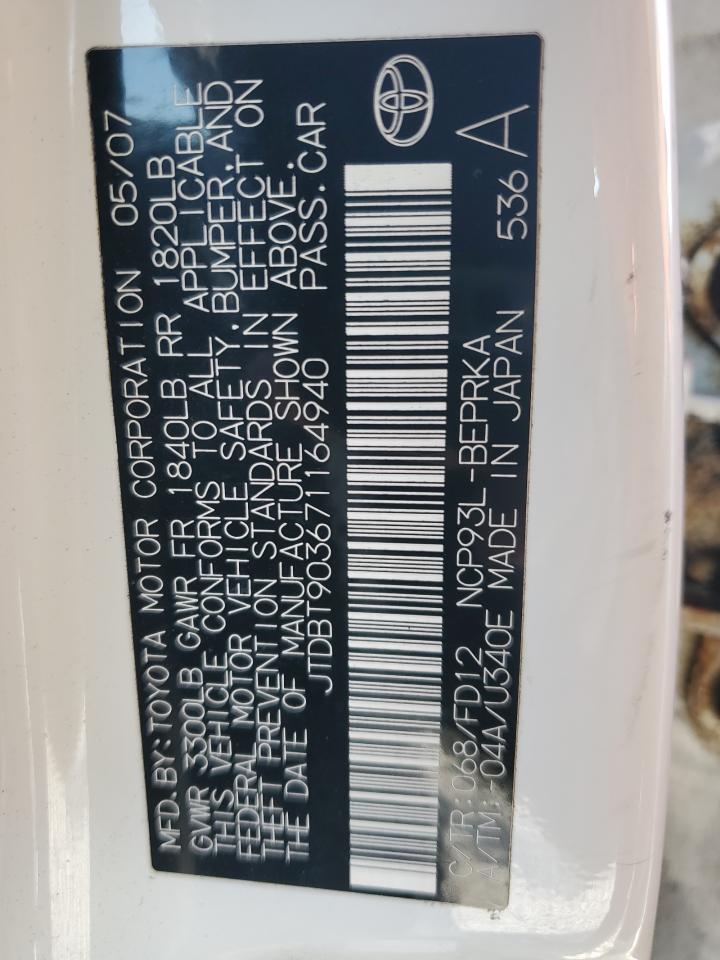 MFD. BY: TOYOTA MOTOR CORPORATION 05/07
GVWR 3300LB GAWR FR 1840LB RR 1820LB
THIS VEHICLE CONFORMS TO ALL APPLICABLE
FEDERAL MOTOR VEHICLE SAFETY, BUMPER, AND
THEFT PREVENTION STANDARDS IN EFFECT ON
THE DATE OF MANUFACTURE SHOWN ABOVE.
JTDBT903671164940 PASS. CAR
C/TR: 068/FD12 NCP93L-BEPRKA
A/TM: -04A/U340E MADE IN JAPAN 536 A